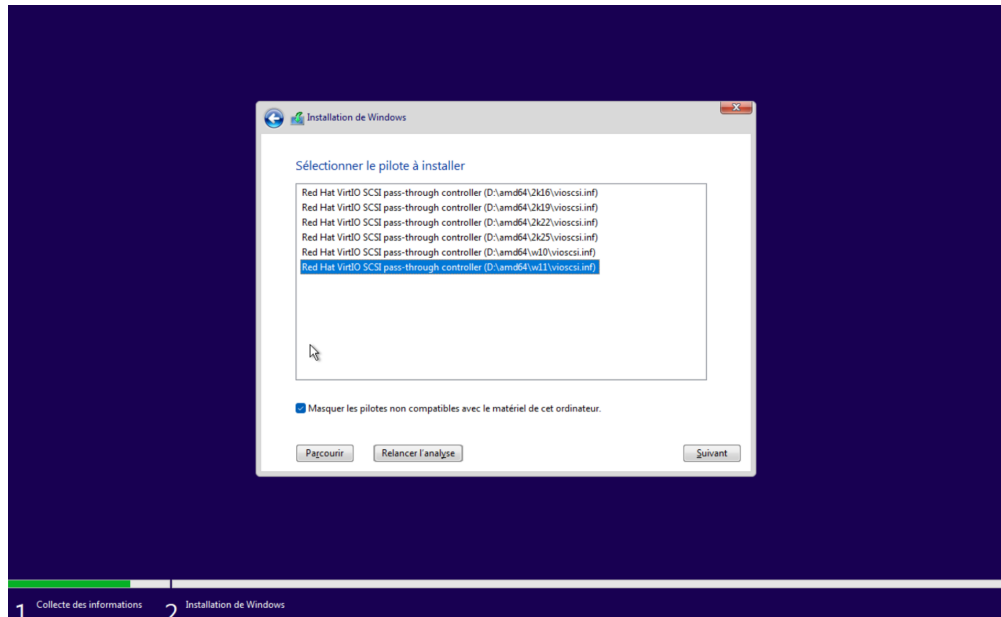 Installation de Windows
Sélectionner le pilote à installer
Red Hat VirtIO SCSI pass-through controller (D:\amd64\2k16\vioscsi.inf)
Red Hat VirtIO SCSI pass-through controller (D:\amd64\2k19\vioscsi.inf)
Red Hat VirtIO SCSI pass-through controller (D:\amd64\2k22\vioscsi.inf)
Red Hat VirtIO SCSI pass-through controller (D:\amd64\2k25\vioscsi.inf)
Red Hat VirtIO SCSI pass-through controller (D:\amd64\w10\vioscsi.inf)
Red Hat VirtIO SCSI pass-through controller (D:\amd64\w11\vioscsi.inf)
Masquer les pilotes non compatibles avec le matériel de cet ordinateur.
Parcourir Relancer l'analyse Suivant
1 Collecte des informations 2 Installation de Windows